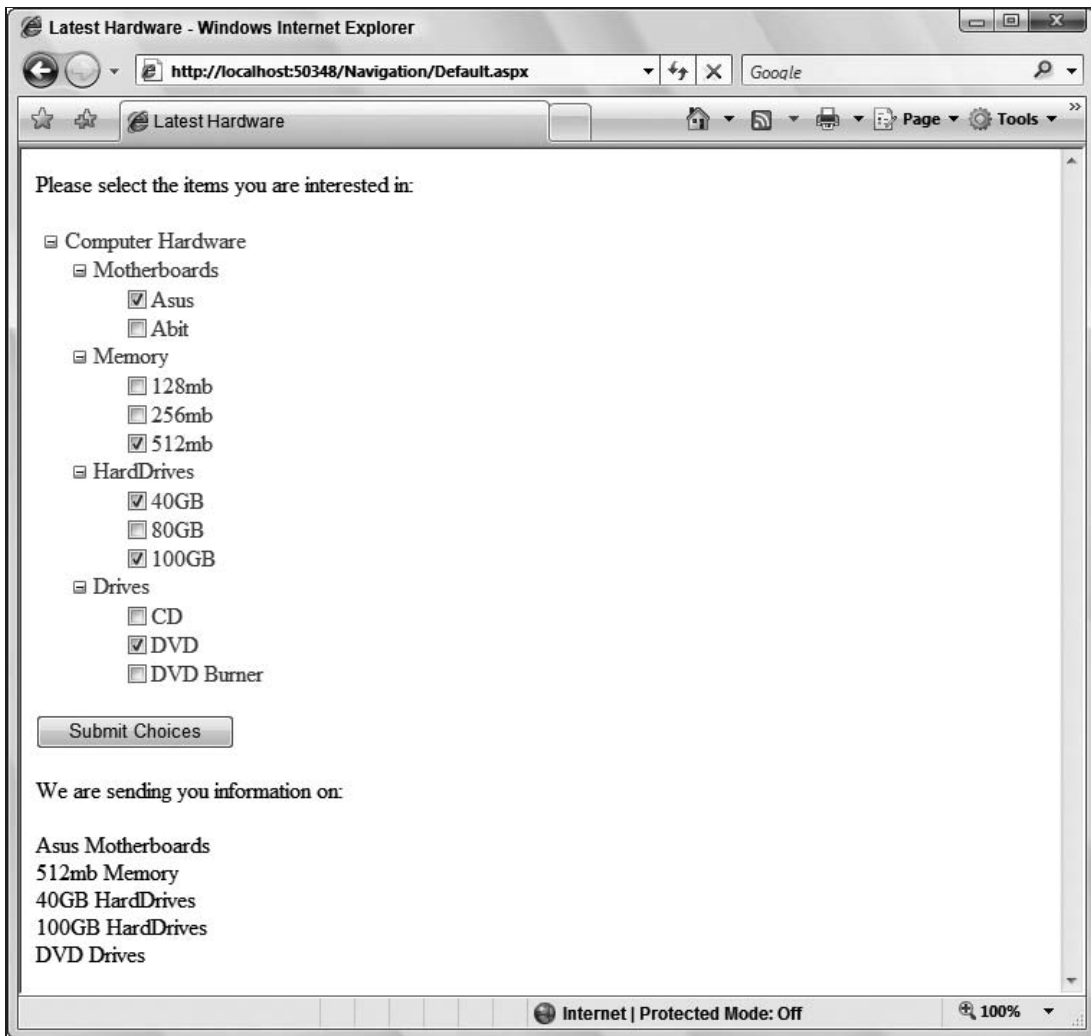 Latest Hardware - Windows Internet Explorer
http://localhost:50348/Navigation/Default.aspx
Google
Latest Hardware
Page
Tools
Please select the items you are interested in:
Computer Hardware
Motherboards
Asus
Abit
Memory
128mb
256mb
512mb
HardDrives
40GB
80GB
100GB
Drives
CD
DVD
DVD Burner
Submit Choices
We are sending you information on:
Asus Motherboards
512mb Memory
40GB HardDrives
100GB HardDrives
DVD Drives
Internet | Protected Mode: Off
100%